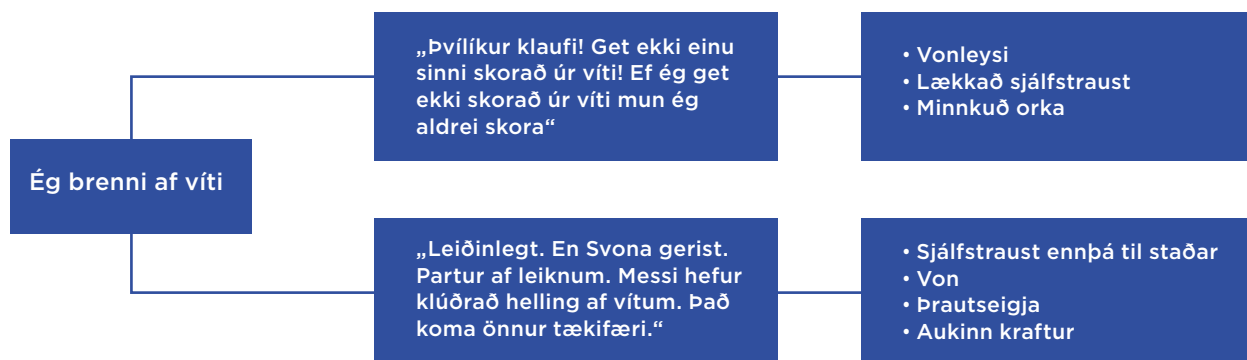 Ég brenni af víti
„Þvílíkur klaufi! Get ekki einu
sinni skorað úr víti! Ef ég get
ekki skorað úr víti mun ég
aldrei skora“
• Vonleysi
• Lækkað sjálfstraust
• Minnkuð orka
„Leiðinlegt. En Svona gerist.
Partur af leiknum. Messi hefur
klúðrað helling af vítum. Það
koma önnur tækifæri.“
• Sjálfstraust ennþá til staðar
• Von
• Þrautseigja
• Aukinn kraftur